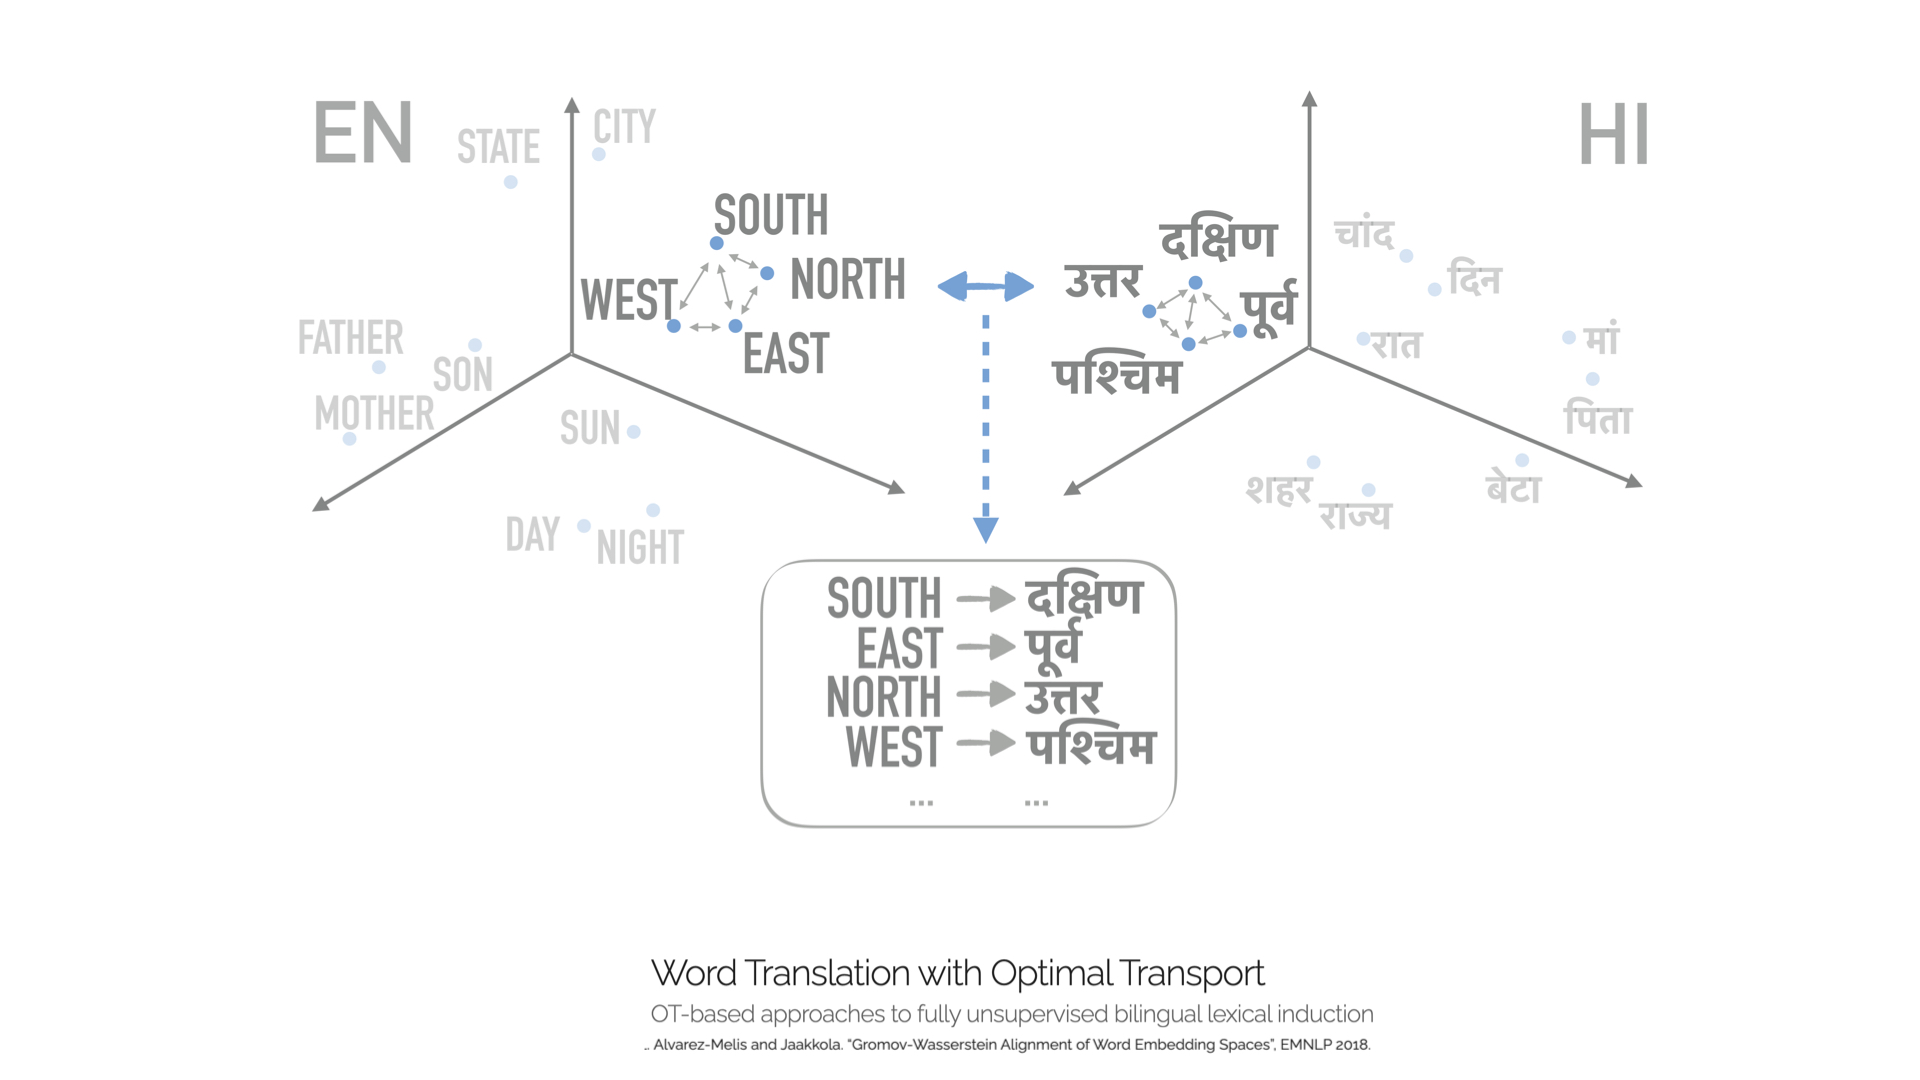 EN
STATE
CITY
SOUTH
WEST
NORTH
EAST
FATHER
SON
MOTHER
SUN
DAY
NIGHT
HI
दक्षिण
उत्तर
पूर्व
पश्चिम
चांद
दिन
रात
मां
पिता
बेटा
शहर
राज्य
SOUTH → दक्षिण
EAST → पूर्व
NORTH → उत्तर
WEST → पश्चिम
... ...
Word Translation with Optimal Transport
OT-based approaches to fully unsupervised bilingual lexical induction
.. Alvarez-Melis and Jaakkola. “Gromov-Wasserstein Alignment of Word Embedding Spaces”, EMNLP 2018.